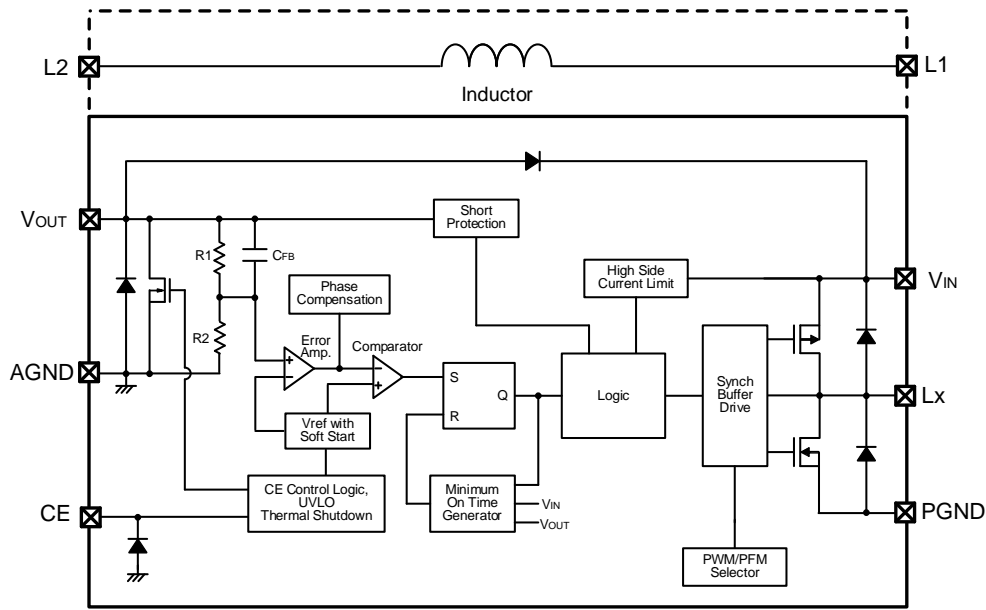 L2
L1
Inductor
VOUT
Short
Protection
R1
CFB
High Side
Current Limit
VIN
Phase
Compensation
R2
Error
Amp.
Comparator
AGND
+
−
−
+
S
Q
R
Logic
Synch
Buffer
Drive
Lx
Vref with
Soft Start
CE Control Logic,
UVLO
Thermal Shutdown
Minimum
On Time
Generator
VIN
VOUT
CE
PGND
PWM/PFM
Selector